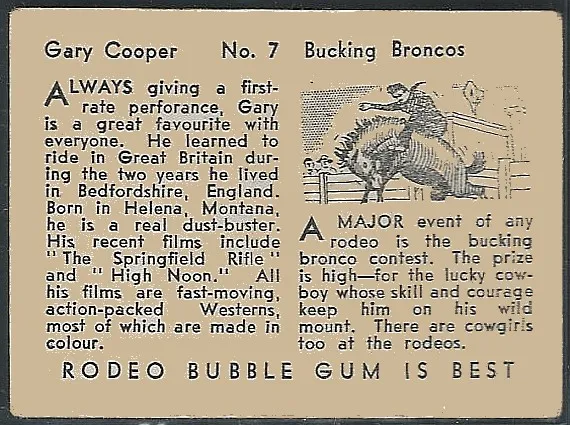 Gary Cooper No. 7 Bucking Broncos
ALWAYS giving a first-
rate perforance, Gary
is a great favourite with
everyone. He learned to
ride in Great Britain dur-
ing the two years he lived
in Bedfordshire, England.
Born in Helena, Montana,
he is a real dust-buster.
His recent films include
"The Springfield Rifle"
and "High Noon." All
his films are fast-moving,
action-packed Westerns,
most of which are made in
colour.
A MAJOR event of any
rodeo is the bucking
bronco contest. The prize
is high—for the lucky cow-
boy whose skill and courage
keep him on his wild
mount. There are cowgirls
too at the rodeos.
RODEO BUBBLE GUM IS BEST